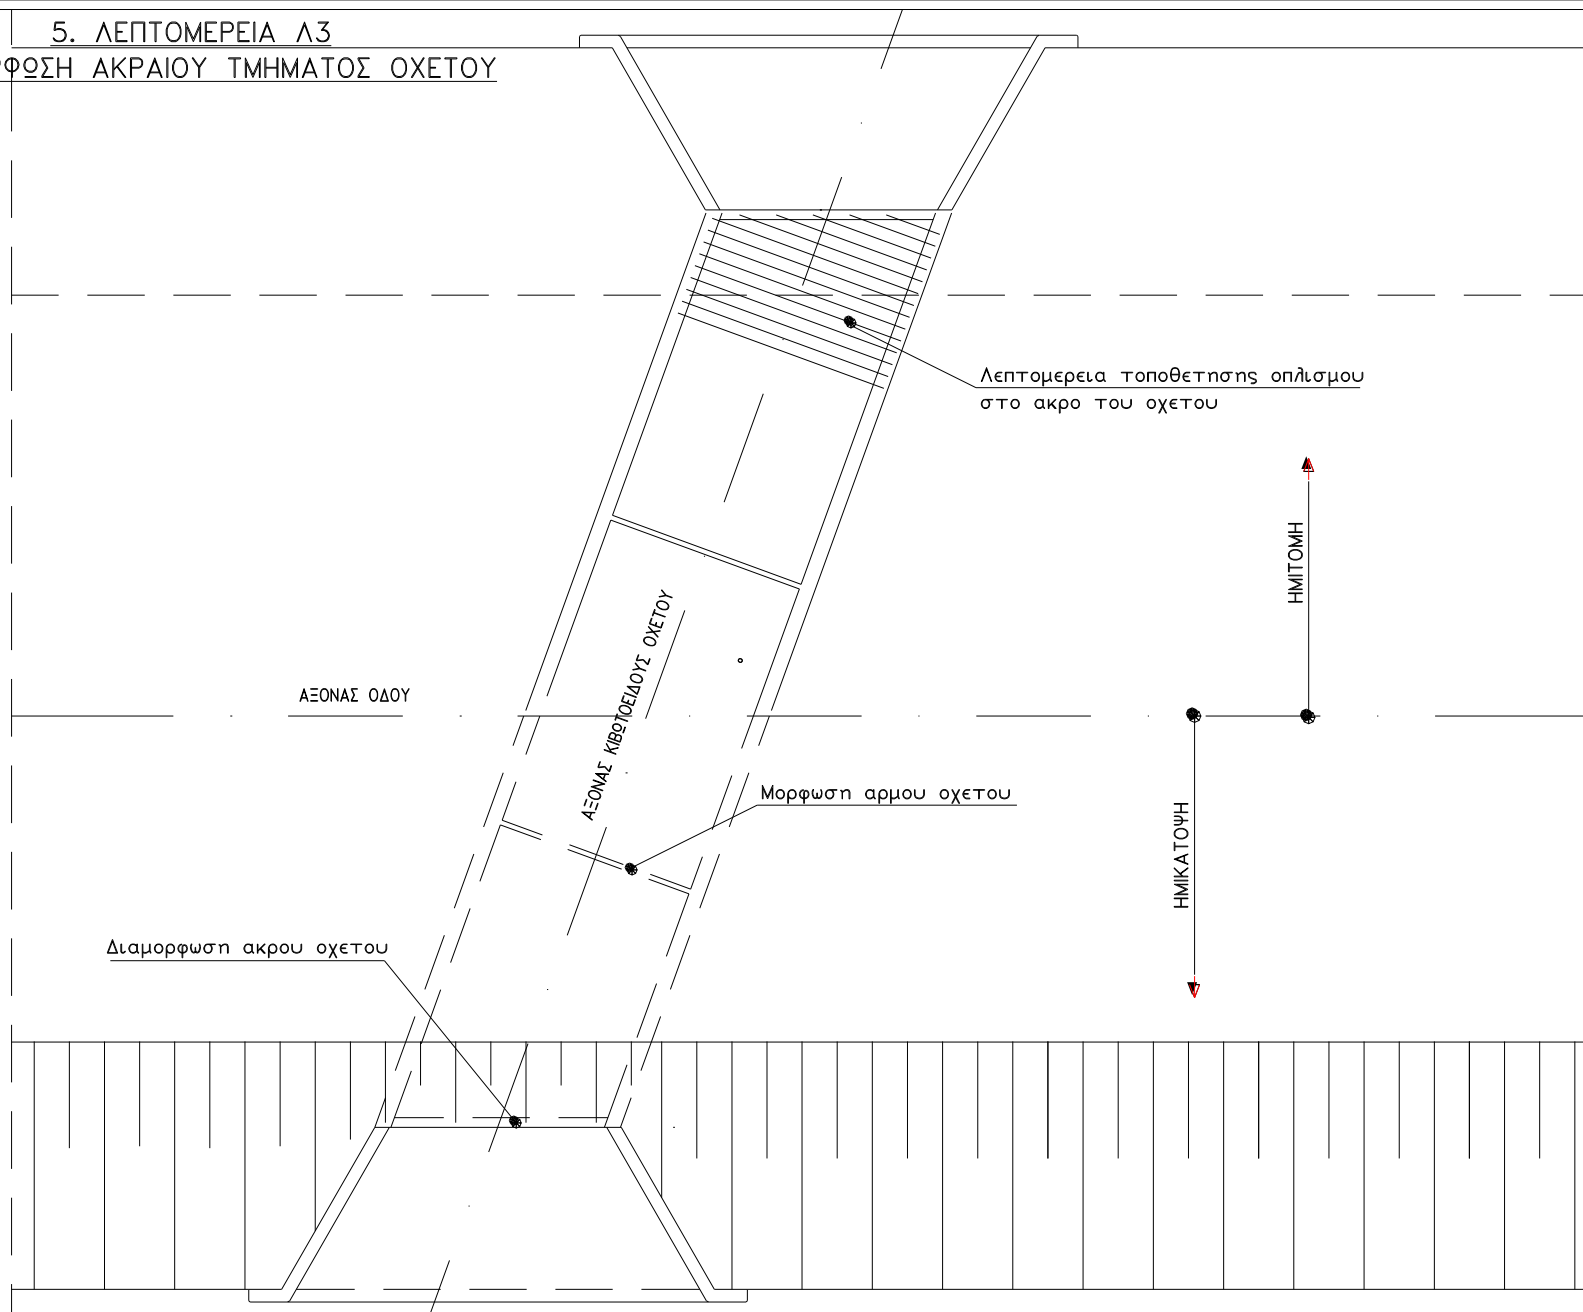 5. ΛΕΠΤΟΜΕΡΕΙΑ Λ3
ΑΚΡΑΙΟΥ ΤΜΗΜΑΤΟΣ ΟΧΕΤΟΥ
Λεπτομερεια τοποθετησης οπλισμου
στο ακρο του οχετου
ΗΜΙΤΟΜΗ
ΑΞΟΝΑΣ ΚΙΒΩΤΟΕΙΔΟΥΣ ΟΧΕΤΟΥ
ΑΞΟΝΑΣ ΟΔΟΥ
Μορφωση αρμου οχετου
ΗΜΙΚΑΤΟΨΗ
Διαμορφωση ακρου οχετου